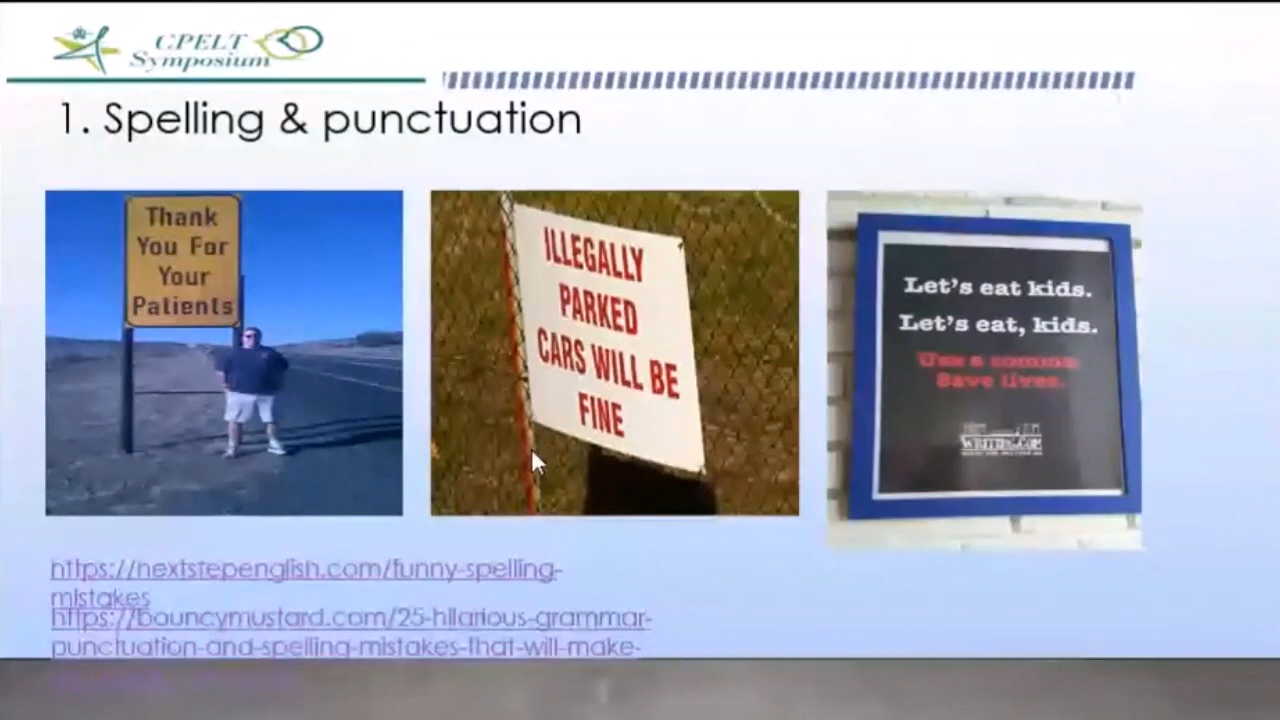 CPELT
Symposium
1. Spelling & punctuation
Thank
You For
Your
Patients
ILLEGALLY
PARKED
CARS WILL BE
FINE
Let's eat kids.
Let's eat, kids.
Use a comma.
Save lives.
WRITERS.COM
https://nextstepenglish.com/funny-spelling-
mistakes
https://bouncymustard.com/25-hilarious-grammar-
punctuation-and-spelling-mistakes-that-will-make-